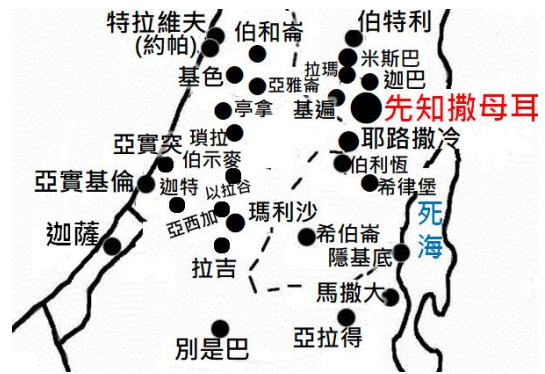 特拉維夫
(約帕)
伯和崙
伯特利
米斯巴
拉瑪
迦巴
基色
亞雅崙
基遍
先知撒母耳
亭拿
瑣拉
耶路撒冷
亞實突
伯示麥
伯利恆
希律堡
亞實基倫
迦特
以拉谷
亞西加
瑪利沙
死
海
迦薩
希伯崙
隱基底
拉吉
馬撒大
別是巴
亞拉得